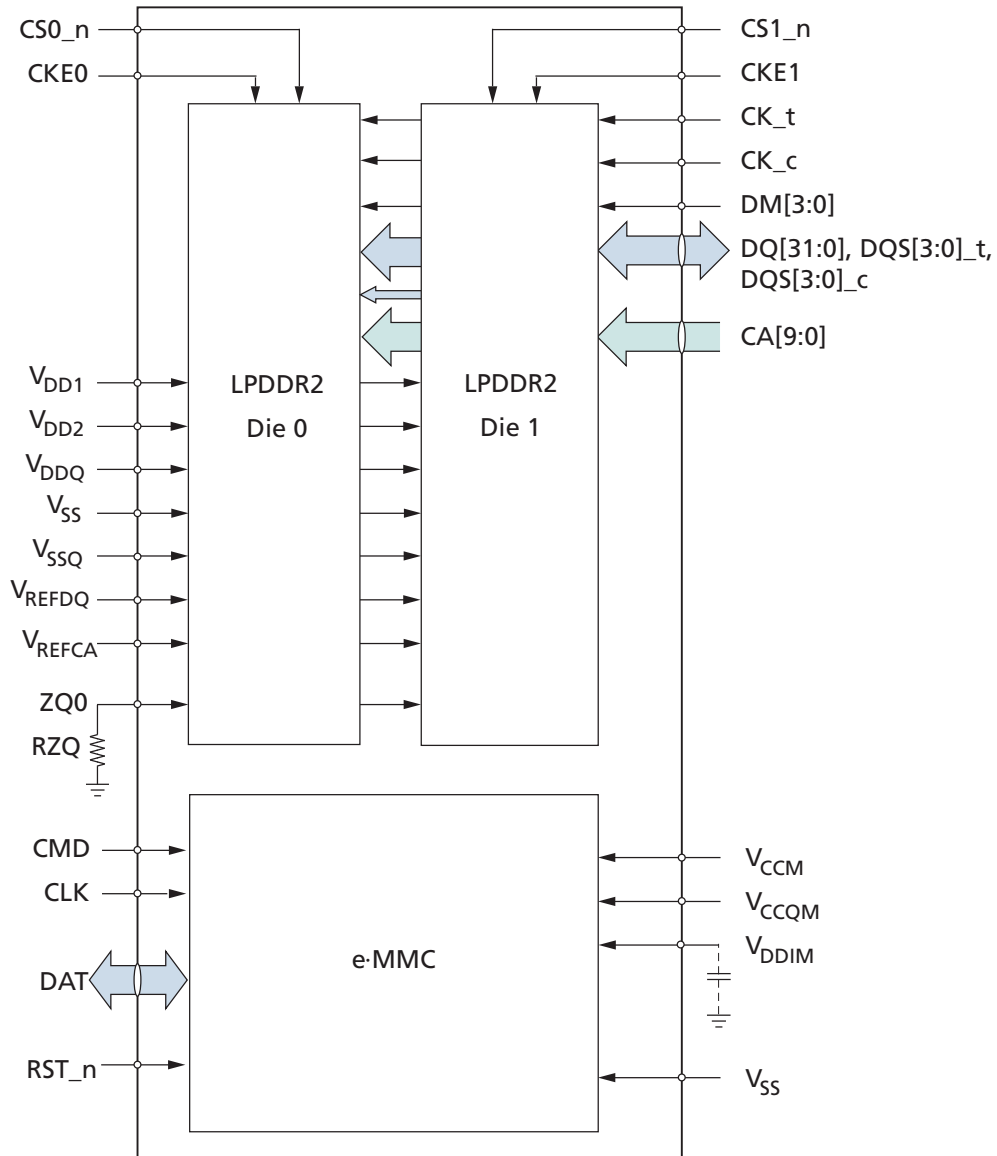 CS0_n
CKE0
CS1_n
CKE1
CK_t
CK_c
DM[3:0]
DQ[31:0], DQS[3:0]_t,
DQS[3:0]_c
CA[9:0]
LPDDR2
Die 0
LPDDR2
Die 1
VDD1
VDD2
VDDQ
VSS
VSSQ
VREFDQ
VREFCA
ZQ0
RZQ
CMD
CLK
DAT
RST_n
e·MMC
VCCM
VCCQM
VDDIM
VSS